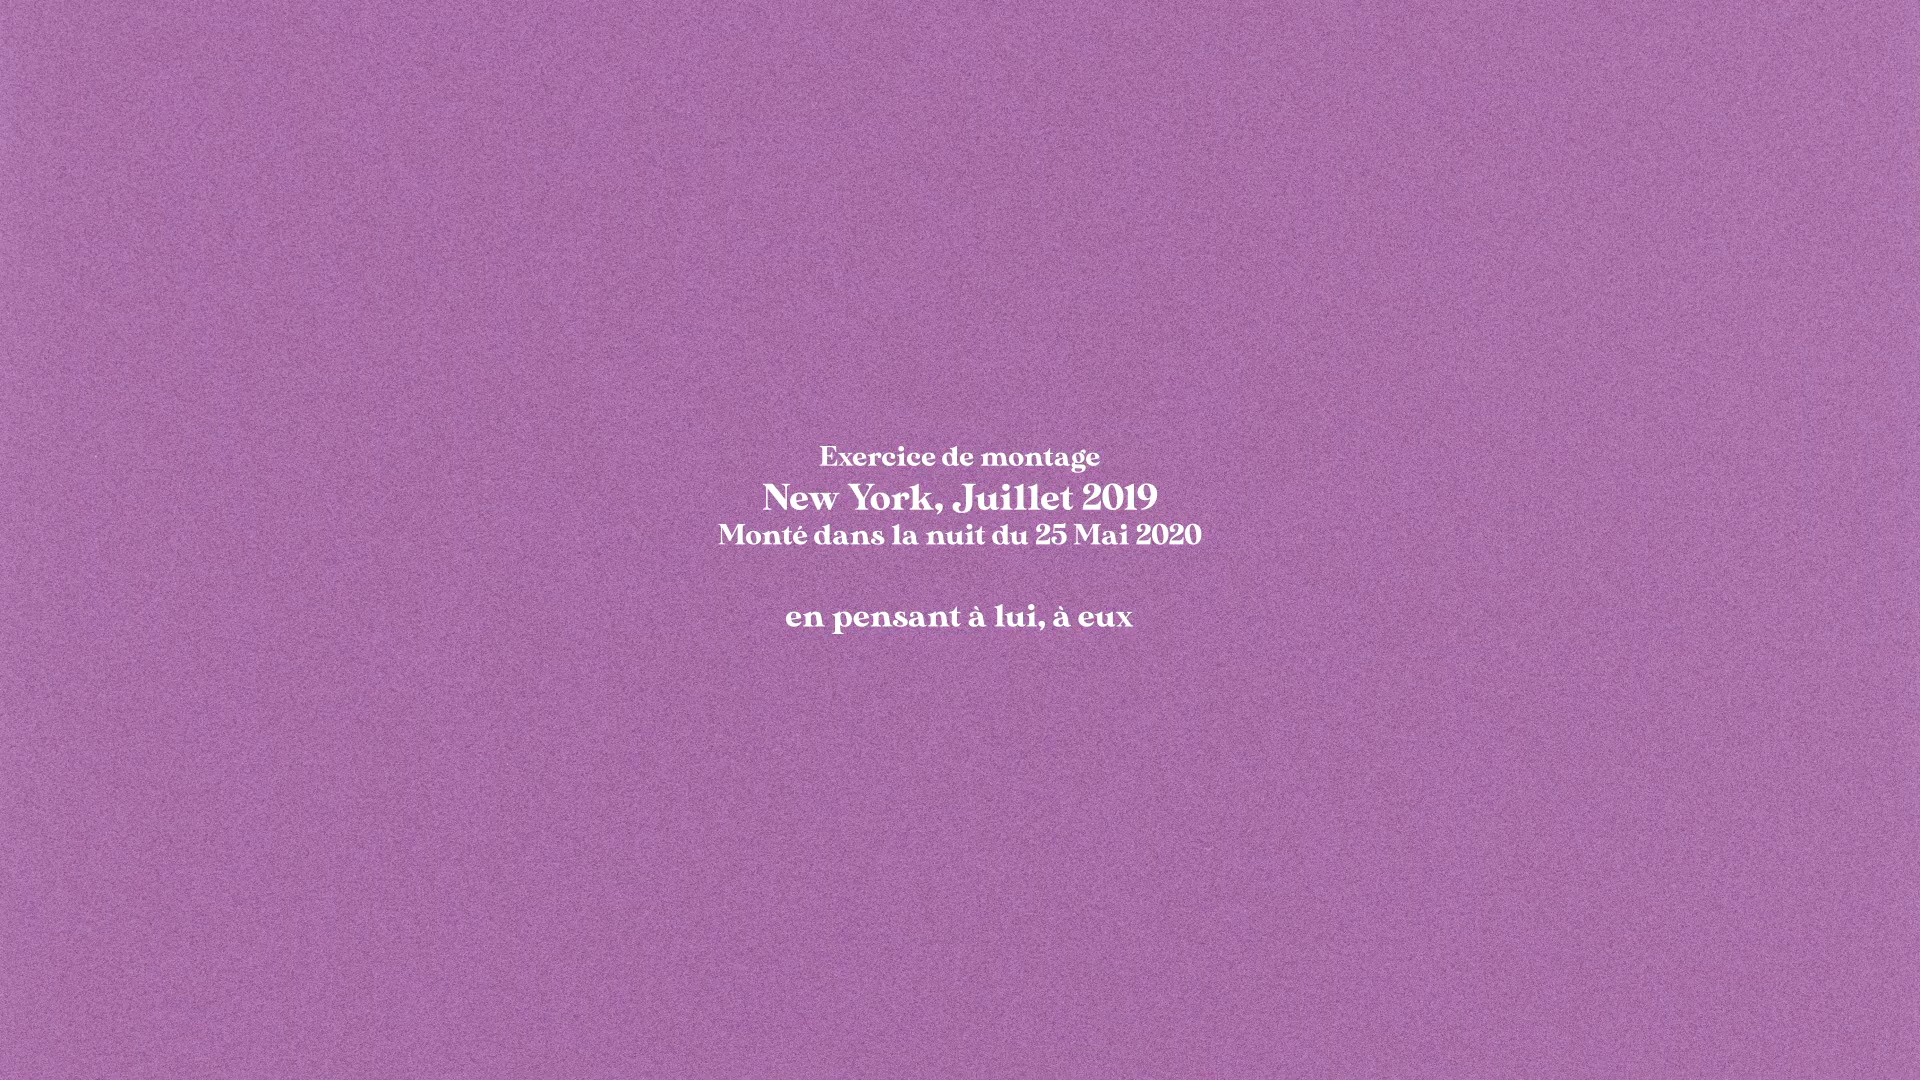 Exercice de montage
New York, Juillet 2019
Monté dans la nuit du 25 Mai 2020
en pensant à lui, à eux